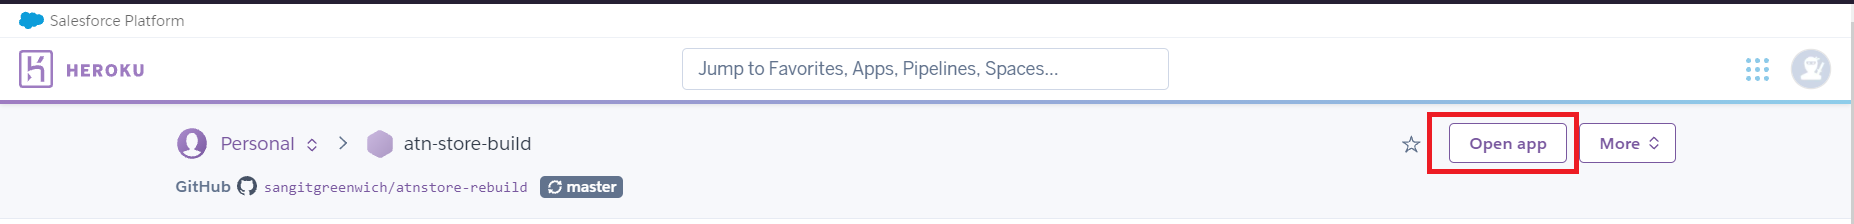 Salesforce Platform
HEROKU
Jump to Favorites, Apps, Pipelines, Spaces...
Personal > atn-store-build
Open app
More
GitHub sangitgreenwich/atnstore-rebuild master